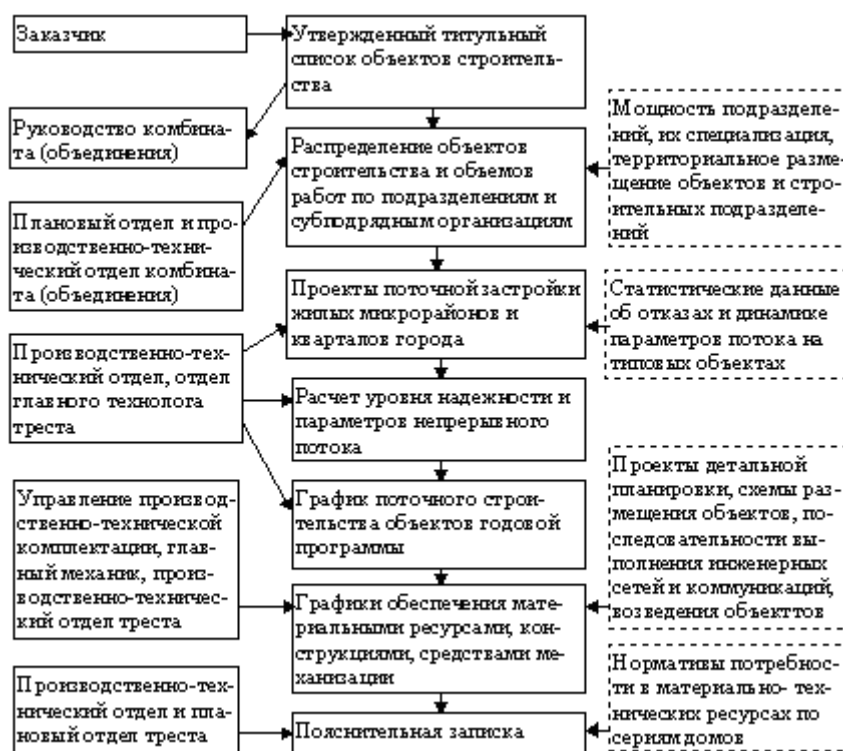 Заказчик
Утвержденный титульный
список объектов строитель-
ства
Руководство комбина-
та (объединения)
Распределение объектов
строительства и объемов
работ по подразделениям и
субподрядным организациям
Мощность подразделе-
ний, их специализация,
территориальное разме-
щение объектов и стро-
ительных подразделе-
ний
Плановый отдел и про-
изводственно-техни-
ческий отдел комбина-
та (объединения)
Проекты поточной застройки
жилых микрорайонов и
кварталов города
Статистические данные
об отказах и динамике
параметров потока на
типовых объектах
Производственно-тех-
нический отдел, отдел
главного технолога
треста
Расчет уровня надежности и
параметров непрерывного
потока
График поточного строи-
тельства объектов годовой
программы
Проекты детальной
планировки, схемы раз-
мещения объектов, по-
следовательности вы-
полнения инженерных
сетей и коммуникаций,
возведения объекттов
Управление производ-
ственно-технической
комплектации, глав-
ный механик, произ-
водственно-техничес-
кий отдел треста
Графики обеспечения мате-
риальными ресурсами, кон-
струкциями, средствами ме-
ханизации
Нормативы потребнос-
ти в материально- тех-
нических ресурсах по
сериям домов
Производственно-тех-
нический отдел и пла-
новый отдел треста
Пояснительная записка